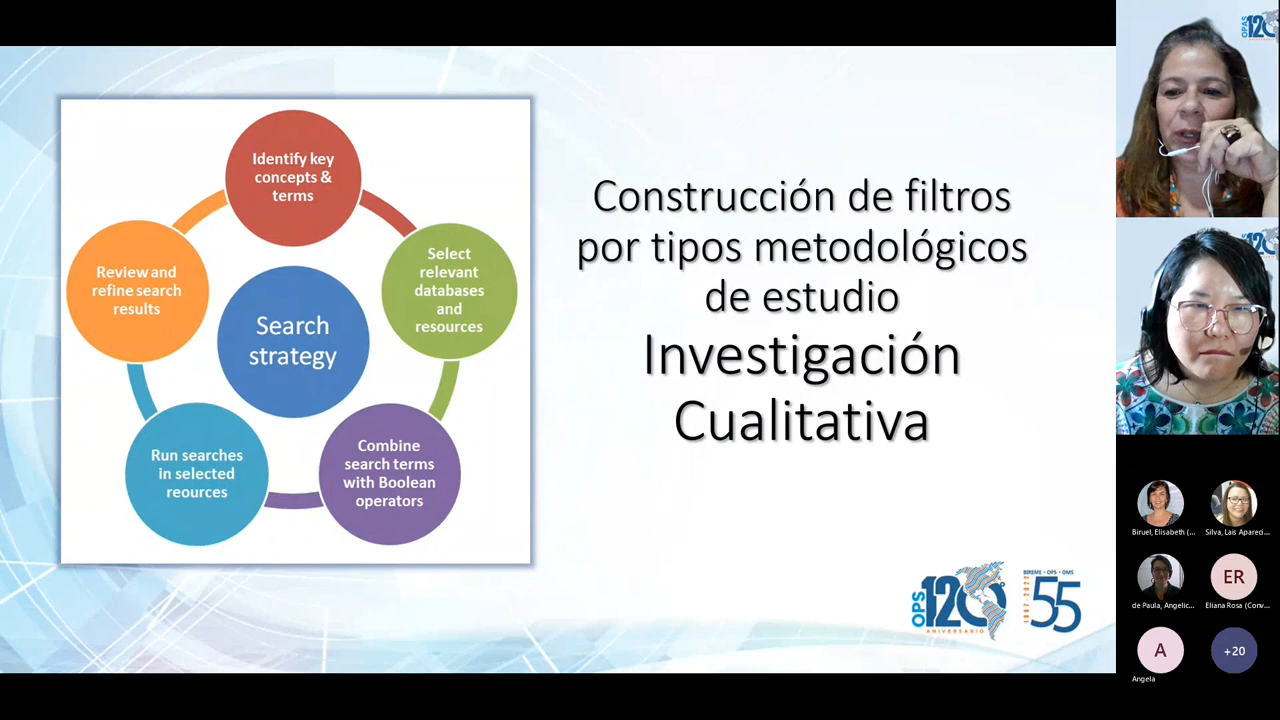 Identify key
concepts &
terms
Select
relevant
databases
and
resources
Combine
search terms
with Boolean
operators
Run searches
in selected
reources
Review and
refine search
results
Search
strategy
Construcción de filtros
por tipos metodológicos
de estudio
Investigación
Cualitativa
OPS
120
ANIVERSARIO
BIREME • OPS • OMS
1967 - 2022
55
OPAS
120
ANIVERSÁRIO
Biruel, Elisabeth (...
Silva, Lais Apareci...
de Paula, Angelic...
ER
Eliana Rosa (Conv...
A
Angela
+20